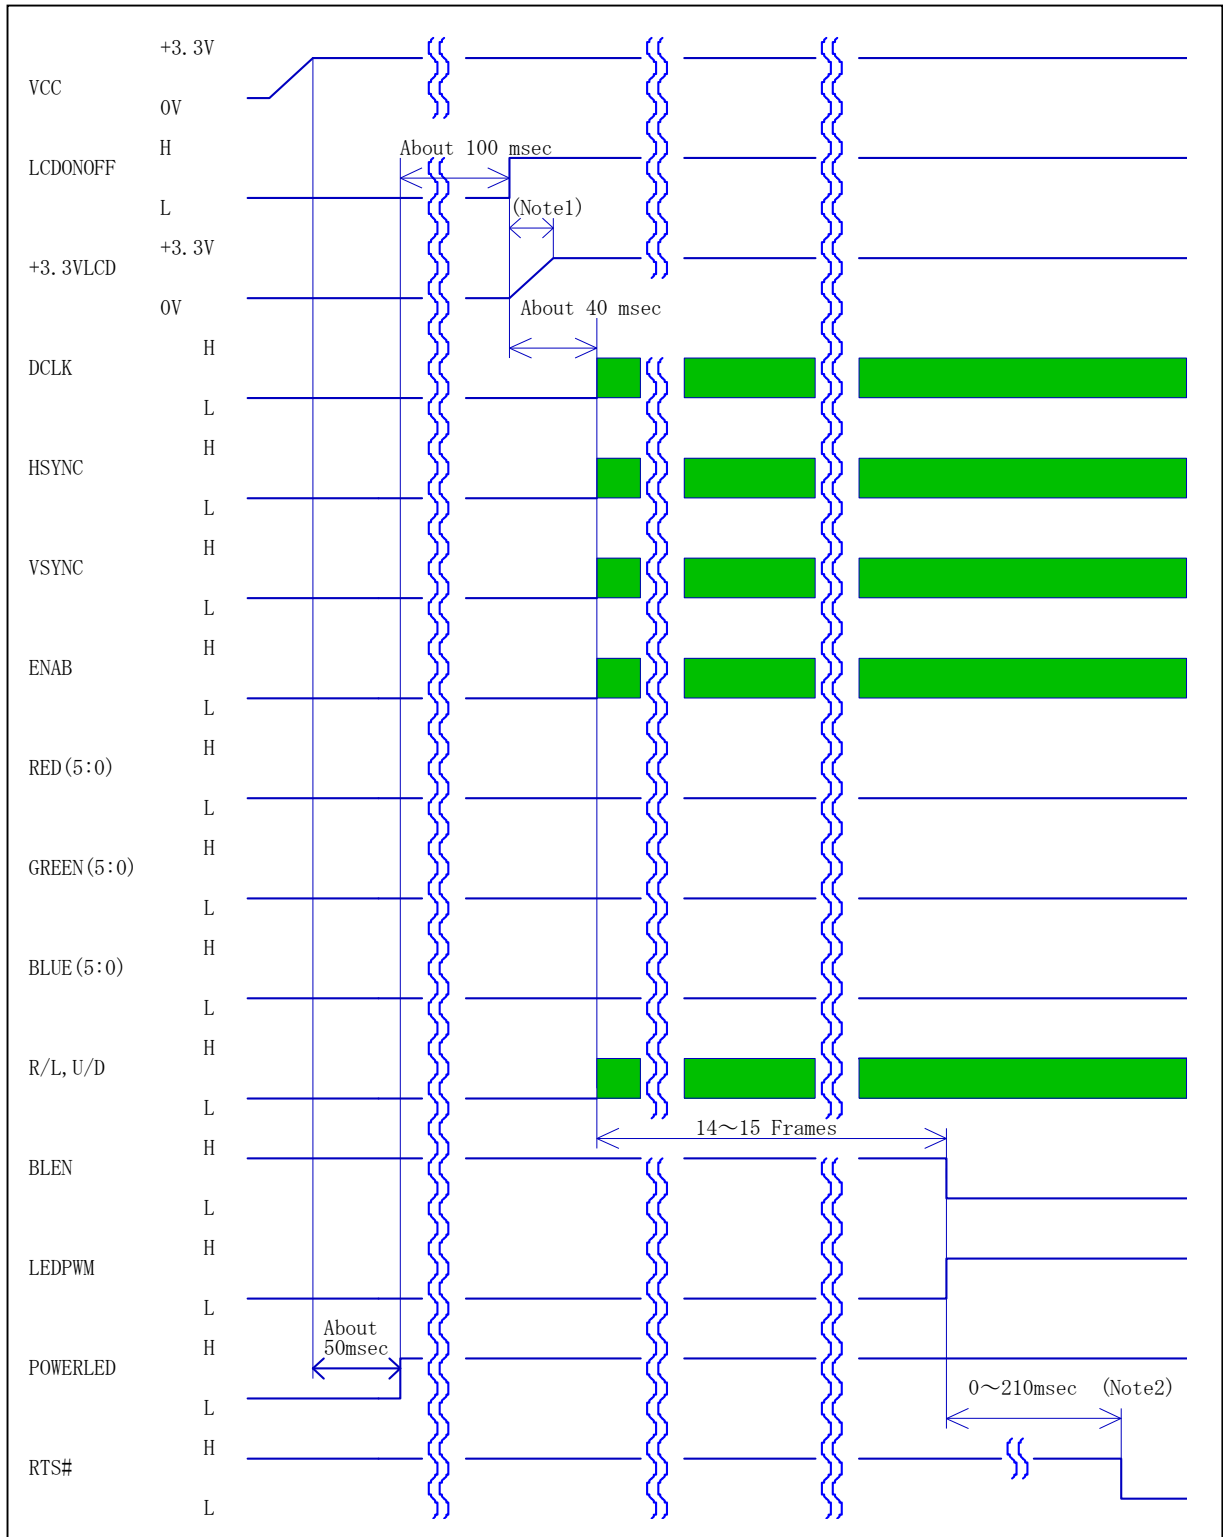 +3.3V
VCC
0V
H
About 100 msec
LCDONOFF
L
(Note1)
+3.3V
+3.3VLCD
0V
About 40 msec
H
DCLK
L
H
HSYNC
L
H
VSYNC
L
H
ENAB
L
H
RED(5:0)
L
H
GREEN(5:0)
L
H
BLUE(5:0)
L
H
R/L,U/D
L
14～15 Frames
H
BLEN
L
H
LEDPWM
L
About
50msec
H
POWERLED
L
0～210msec (Note2)
H
RTS#
L